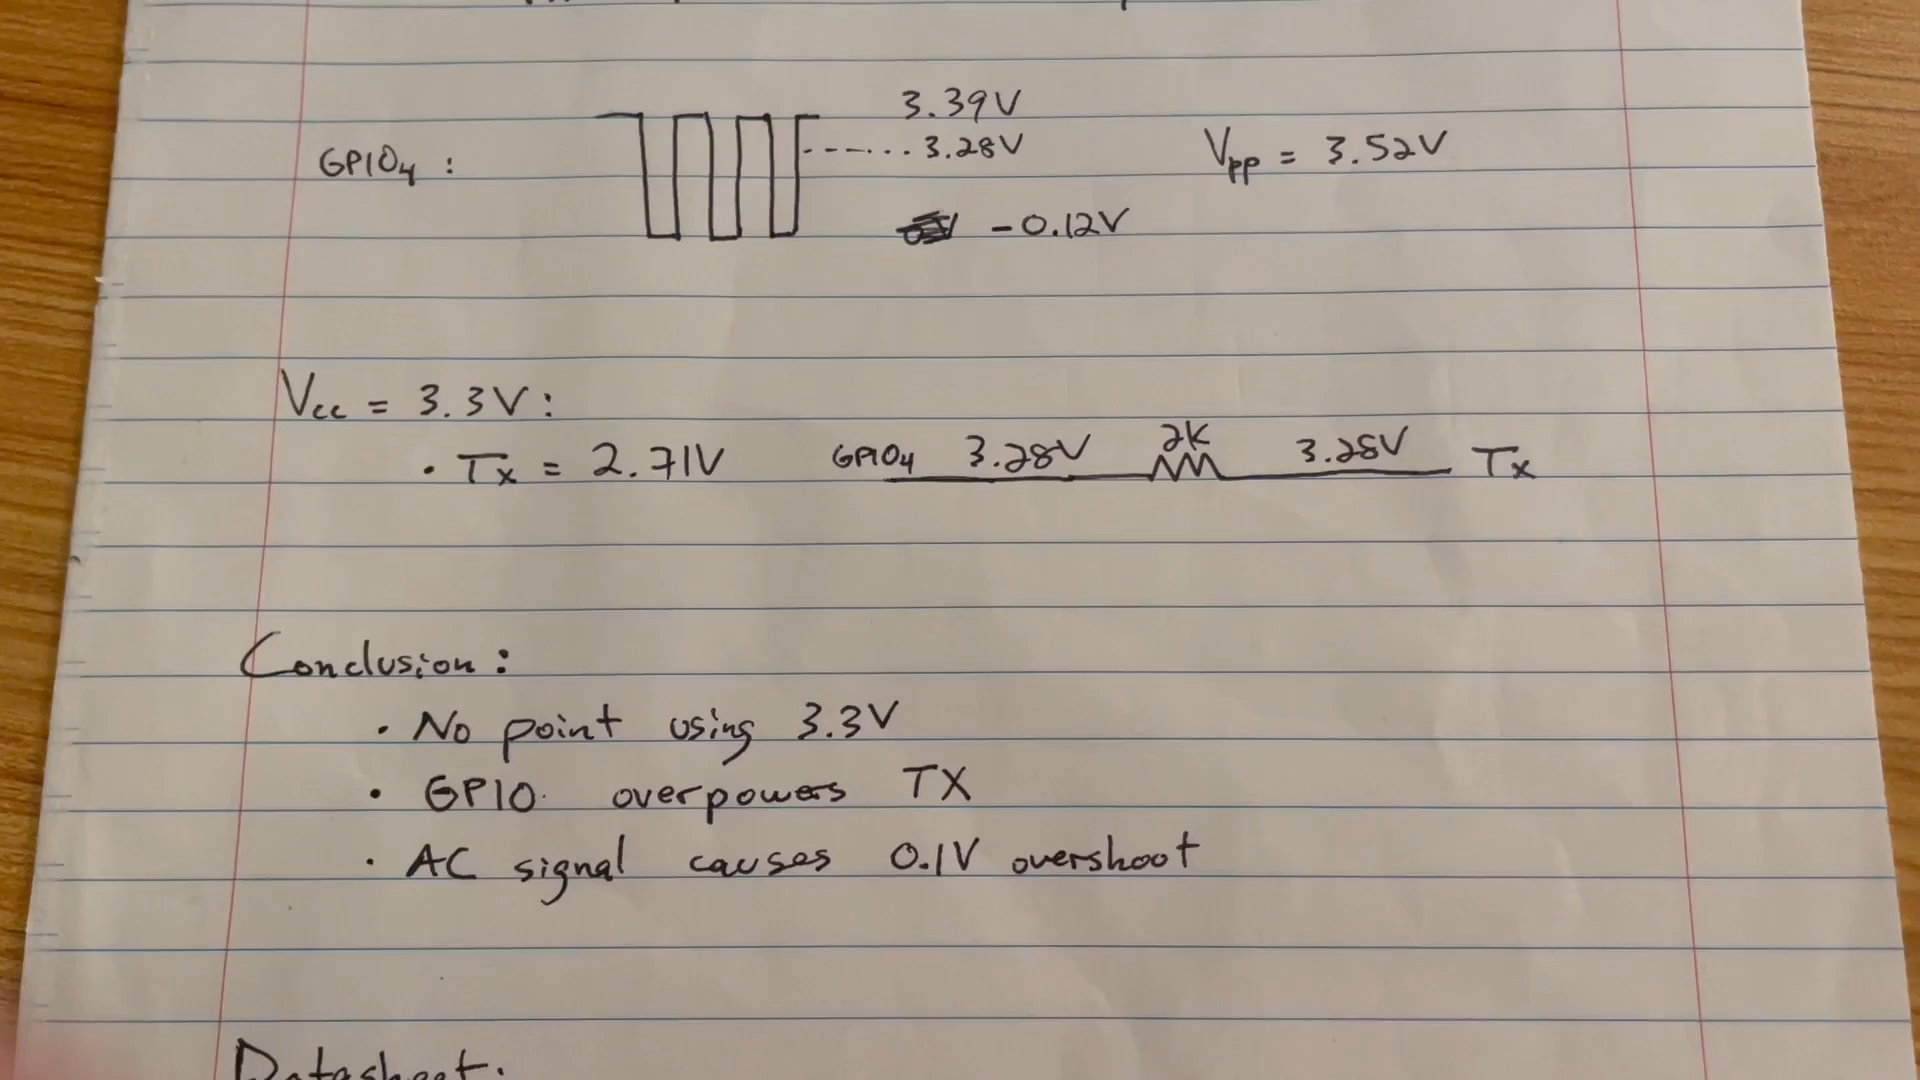 3.39V
GPIO4 : 3.28V Vpp = 3.52V
-0.12V
Vcc = 3.3V:
• Tx = 2.71V GPIO4 3.28V 2K 3.28V Tx
Conclusion:
• No point using 3.3V
• GPIO overpowers TX
• AC signal causes 0.1V overshoot
Datasheet: